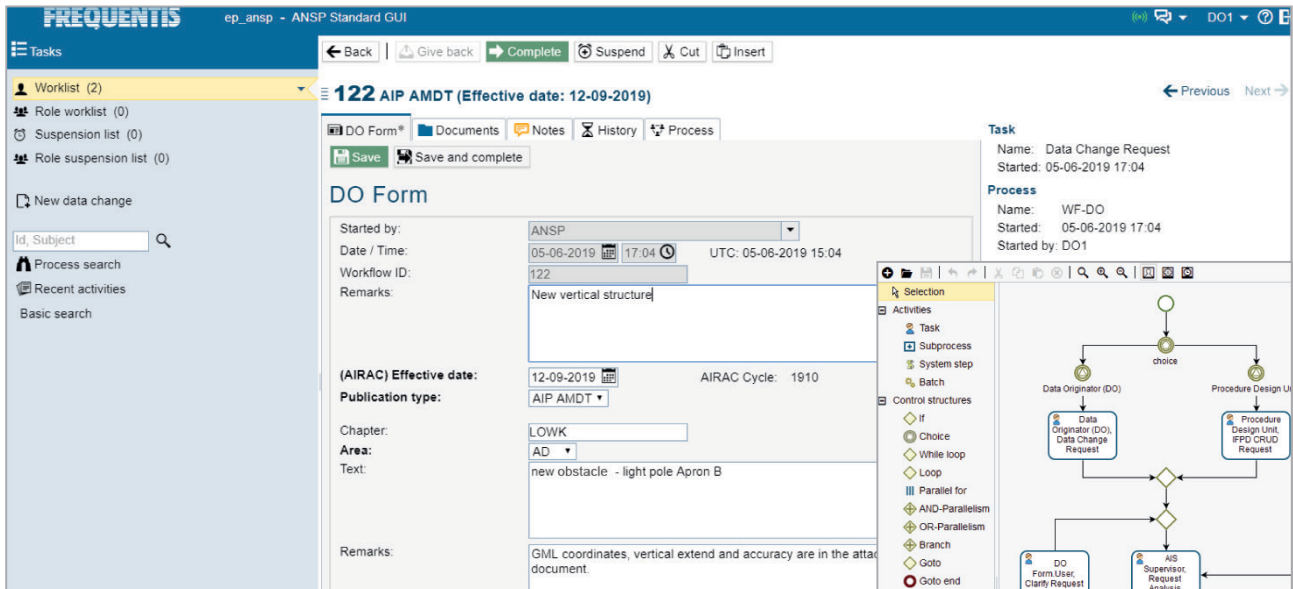 FREQUENTIS
ep_ansp - ANSP Standard GUI
DO1
Tasks
Back
Give back
Complete
Suspend
Cut
Insert
Worklist (2)
Role worklist (0)
Suspension list (0)
Role suspension list (0)
New data change
Id, Subject
Process search
Recent activities
Basic search
122 AIP AMDT (Effective date: 12-09-2019)
Previous Next
DO Form*
Documents
Notes
History
Process
Save
Save and complete
DO Form
Started by: ANSP
Date / Time: 05-06-2019 17:04 UTC: 05-06-2019 15:04
Workflow ID: 122
Remarks: New vertical structure
(AIRAC) Effective date: 12-09-2019 AIRAC Cycle: 1910
Publication type: AIP AMDT
Chapter: LOWK
Area: AD
Text: new obstacle - light pole Apron B
Remarks: GML coordinates, vertical extend and accuracy are in the attac
document.
Task
Name: Data Change Request
Started: 05-06-2019 17:04
Process
Name: WF-DO
Started: 05-06-2019 17:04
Started by: DO1
Selection
Activities
Task
Subprocess
System step
Batch
Control structures
If
Choice
While loop
Loop
Parallel for
AND-Parallelism
OR-Parallelism
Branch
Goto
Goto end
choice
Data Originator (DO)
Procedure Design Un
Data
Originator (DO),
Data Change
Request
Procedure
Design Unit,
IFPD CRUD
Request
DO
Form.User,
Clarify Request
AIS
Supervisor,
Request
Analysis